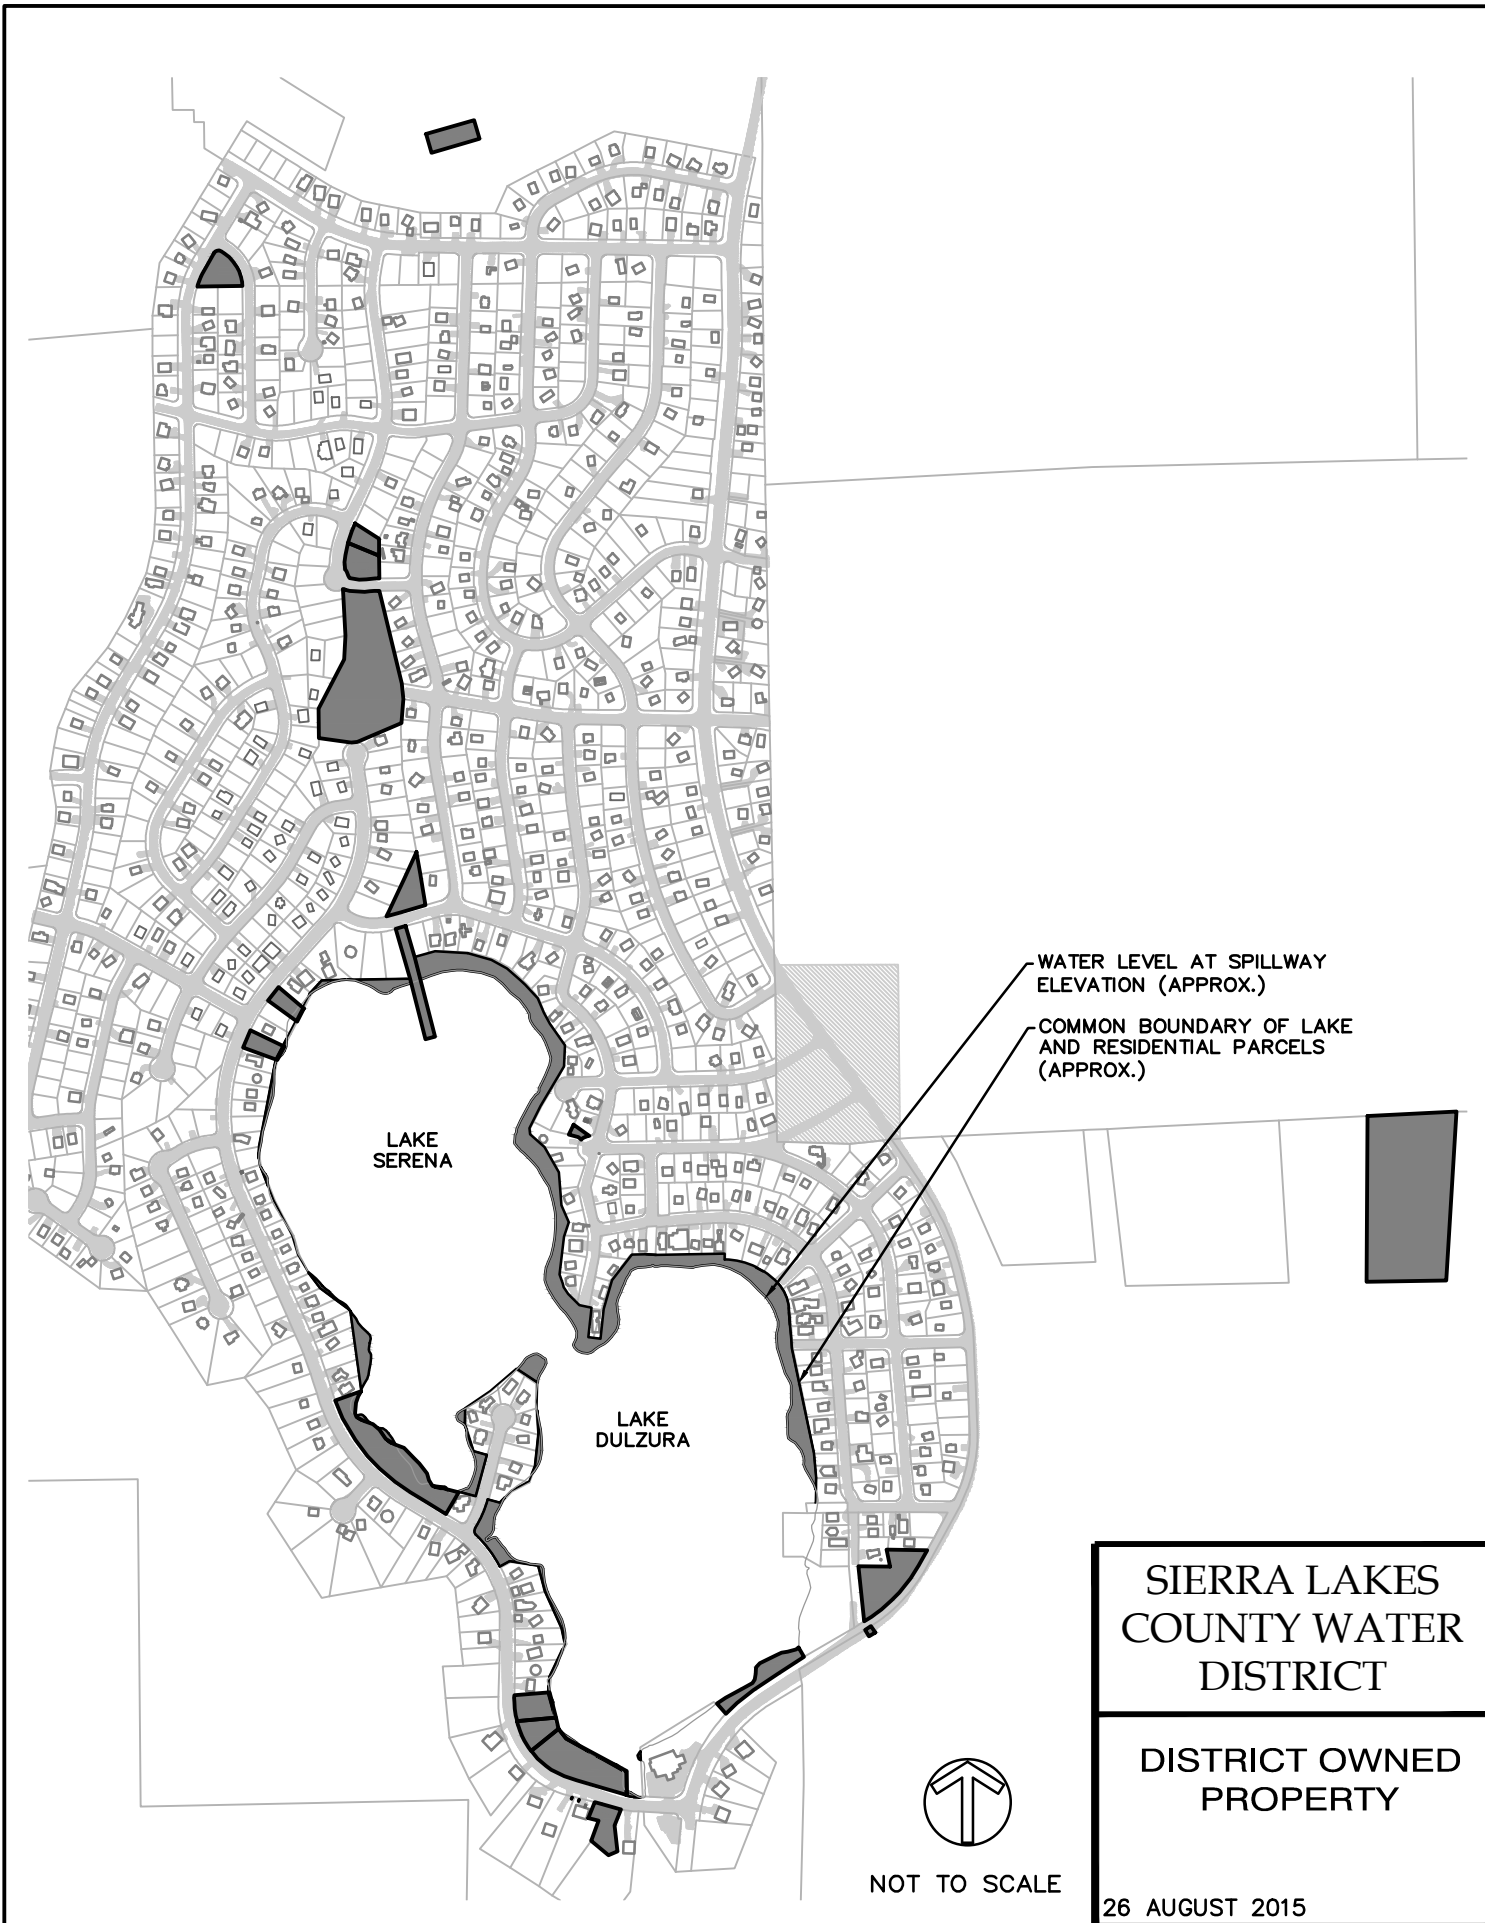 WATER LEVEL AT SPILLWAY
ELEVATION (APPROX.)
COMMON BOUNDARY OF LAKE
AND RESIDENTIAL PARCELS
(APPROX.)
LAKE
SERENA
LAKE
DULZURA
SIERRA LAKES
COUNTY WATER
DISTRICT
DISTRICT OWNED
PROPERTY
NOT TO SCALE
26 AUGUST 2015